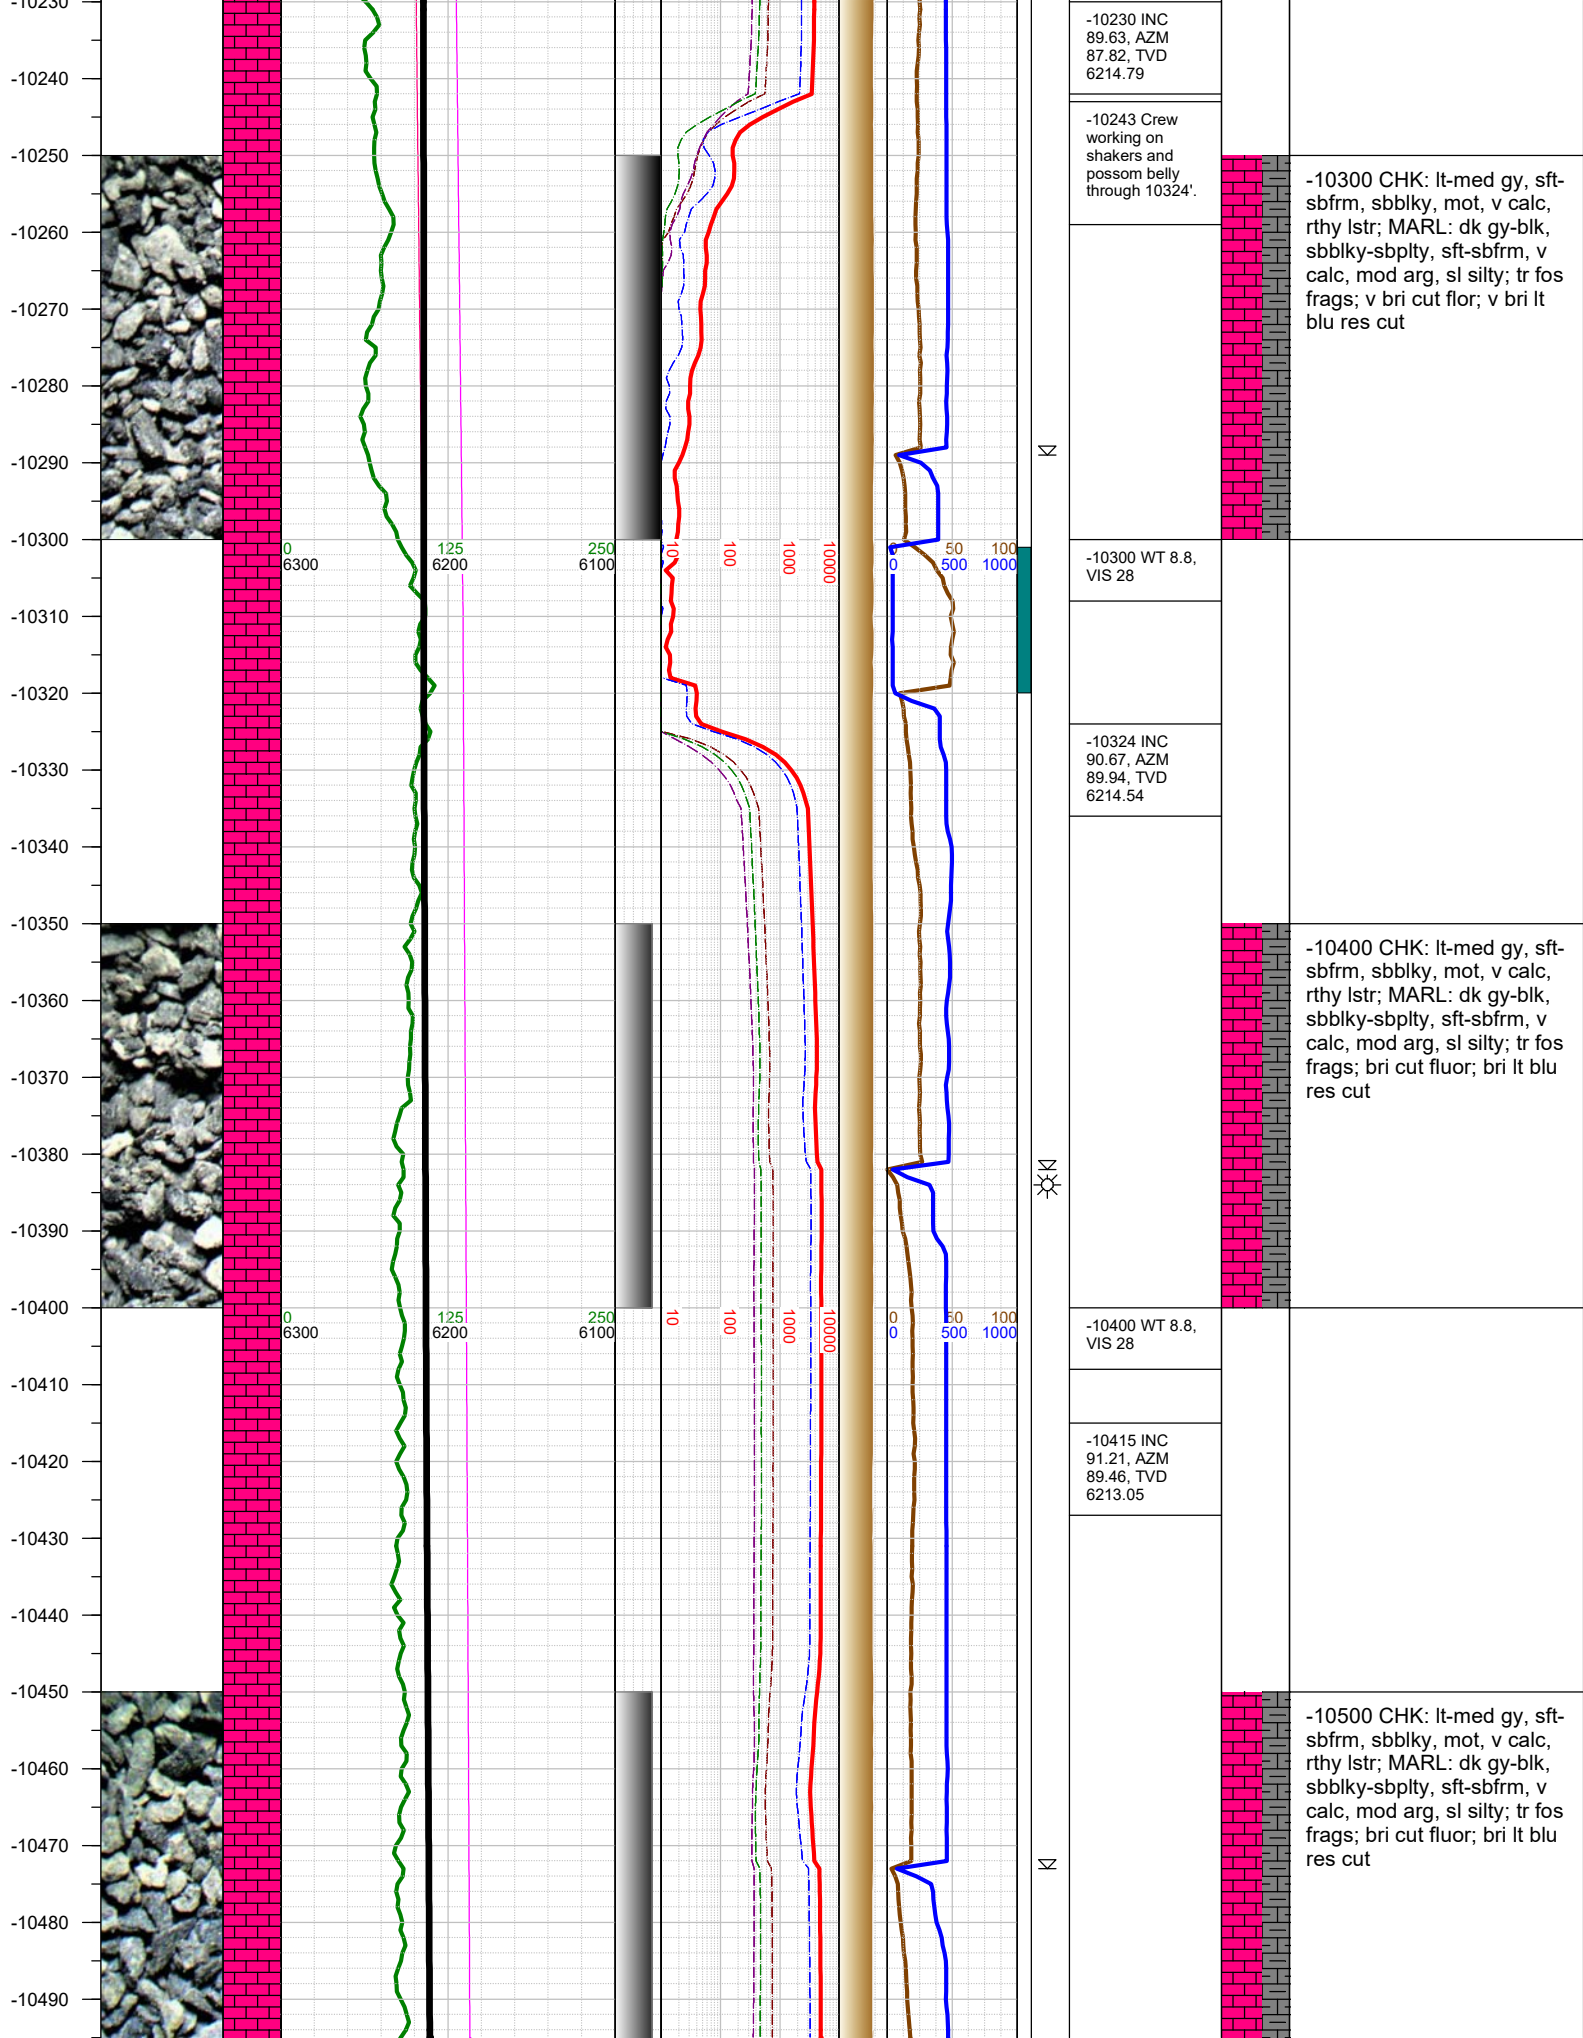 -10230
-10240
-10250
-10260
-10270
-10280
-10290
-10300
-10310
-10320
-10330
-10340
-10350
-10360
-10370
-10380
-10390
-10400
-10410
-10420
-10430
-10440
-10450
-10460
-10470
-10480
-10490
0 125 250
6300 6200 6100
10 100 1000 10000
0 50 100
0 500 1000
0 125 250
6300 6200 6100
10 100 1000 10000
0 50 100
0 500 1000
-10230 INC
89.63, AZM
87.82, TVD
6214.79
-10243 Crew
working on
shakers and
possom belly
through 10324'.
-10300 WT 8.8,
VIS 28
-10324 INC
90.67, AZM
89.94, TVD
6214.54
-10400 WT 8.8,
VIS 28
-10415 INC
91.21, AZM
89.46, TVD
6213.05
-10300 CHK: lt-med gy, sft-
sbfrm, sbblky, mot, v calc,
rthy lstr; MARL: dk gy-blk,
sbblky-sbplty, sft-sbfrm, v
calc, mod arg, sl silty; tr fos
frags; v bri cut flor; v bri lt
blu res cut
-10400 CHK: lt-med gy, sft-
sbfrm, sbblky, mot, v calc,
rthy lstr; MARL: dk gy-blk,
sbblky-sbplty, sft-sbfrm, v
calc, mod arg, sl silty; tr fos
frags; bri cut fluor; bri lt blu
res cut
-10500 CHK: lt-med gy, sft-
sbfrm, sbblky, mot, v calc,
rthy lstr; MARL: dk gy-blk,
sbblky-sbplty, sft-sbfrm, v
calc, mod arg, sl silty; tr fos
frags; bri cut fluor; bri lt blu
res cut